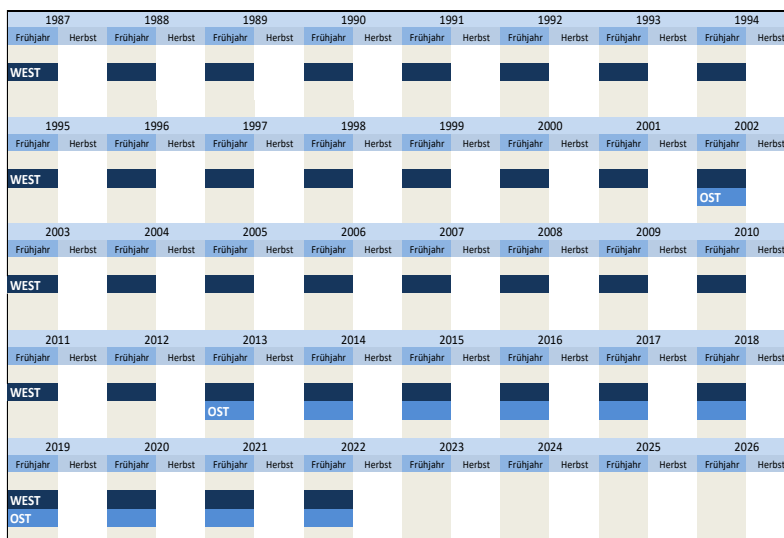 1987 1988 1989 1990 1991 1992 1993 1994
Frühjahr Herbst Frühjahr Herbst Frühjahr Herbst Frühjahr Herbst Frühjahr Herbst Frühjahr Herbst Frühjahr Herbst Frühjahr Herbst
WEST
1995 1996 1997 1998 1999 2000 2001 2002
Frühjahr Herbst Frühjahr Herbst Frühjahr Herbst Frühjahr Herbst Frühjahr Herbst Frühjahr Herbst Frühjahr Herbst Frühjahr Herbst
WEST
OST
2003 2004 2005 2006 2007 2008 2009 2010
Frühjahr Herbst Frühjahr Herbst Frühjahr Herbst Frühjahr Herbst Frühjahr Herbst Frühjahr Herbst Frühjahr Herbst Frühjahr Herbst
WEST
2011 2012 2013 2014 2015 2016 2017 2018
Frühjahr Herbst Frühjahr Herbst Frühjahr Herbst Frühjahr Herbst Frühjahr Herbst Frühjahr Herbst Frühjahr Herbst Frühjahr Herbst
WEST
OST
2019 2020 2021 2022 2023 2024 2025 2026
Frühjahr Herbst Frühjahr Herbst Frühjahr Herbst Frühjahr Herbst Frühjahr Herbst Frühjahr Herbst Frühjahr Herbst Frühjahr Herbst
WEST
OST